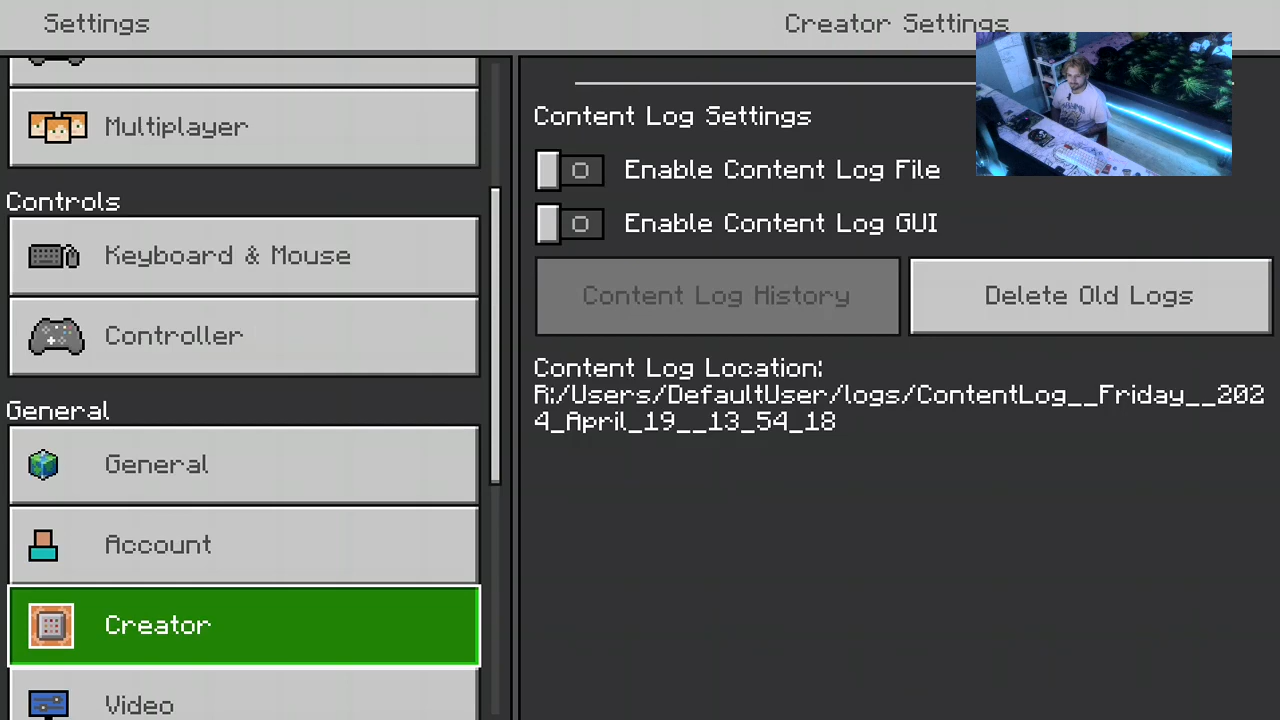 Settings
Creator Settings
Multiplayer
Controls
Keyboard & Mouse
Controller
General
General
Account
Creator
Video
Content Log Settings
Enable Content Log File
Enable Content Log GUI
Content Log History
Delete Old Logs
Content Log Location:
R:/Users/DefaultUser/logs/ContentLog__Friday__202
4_April_19__13_54_18